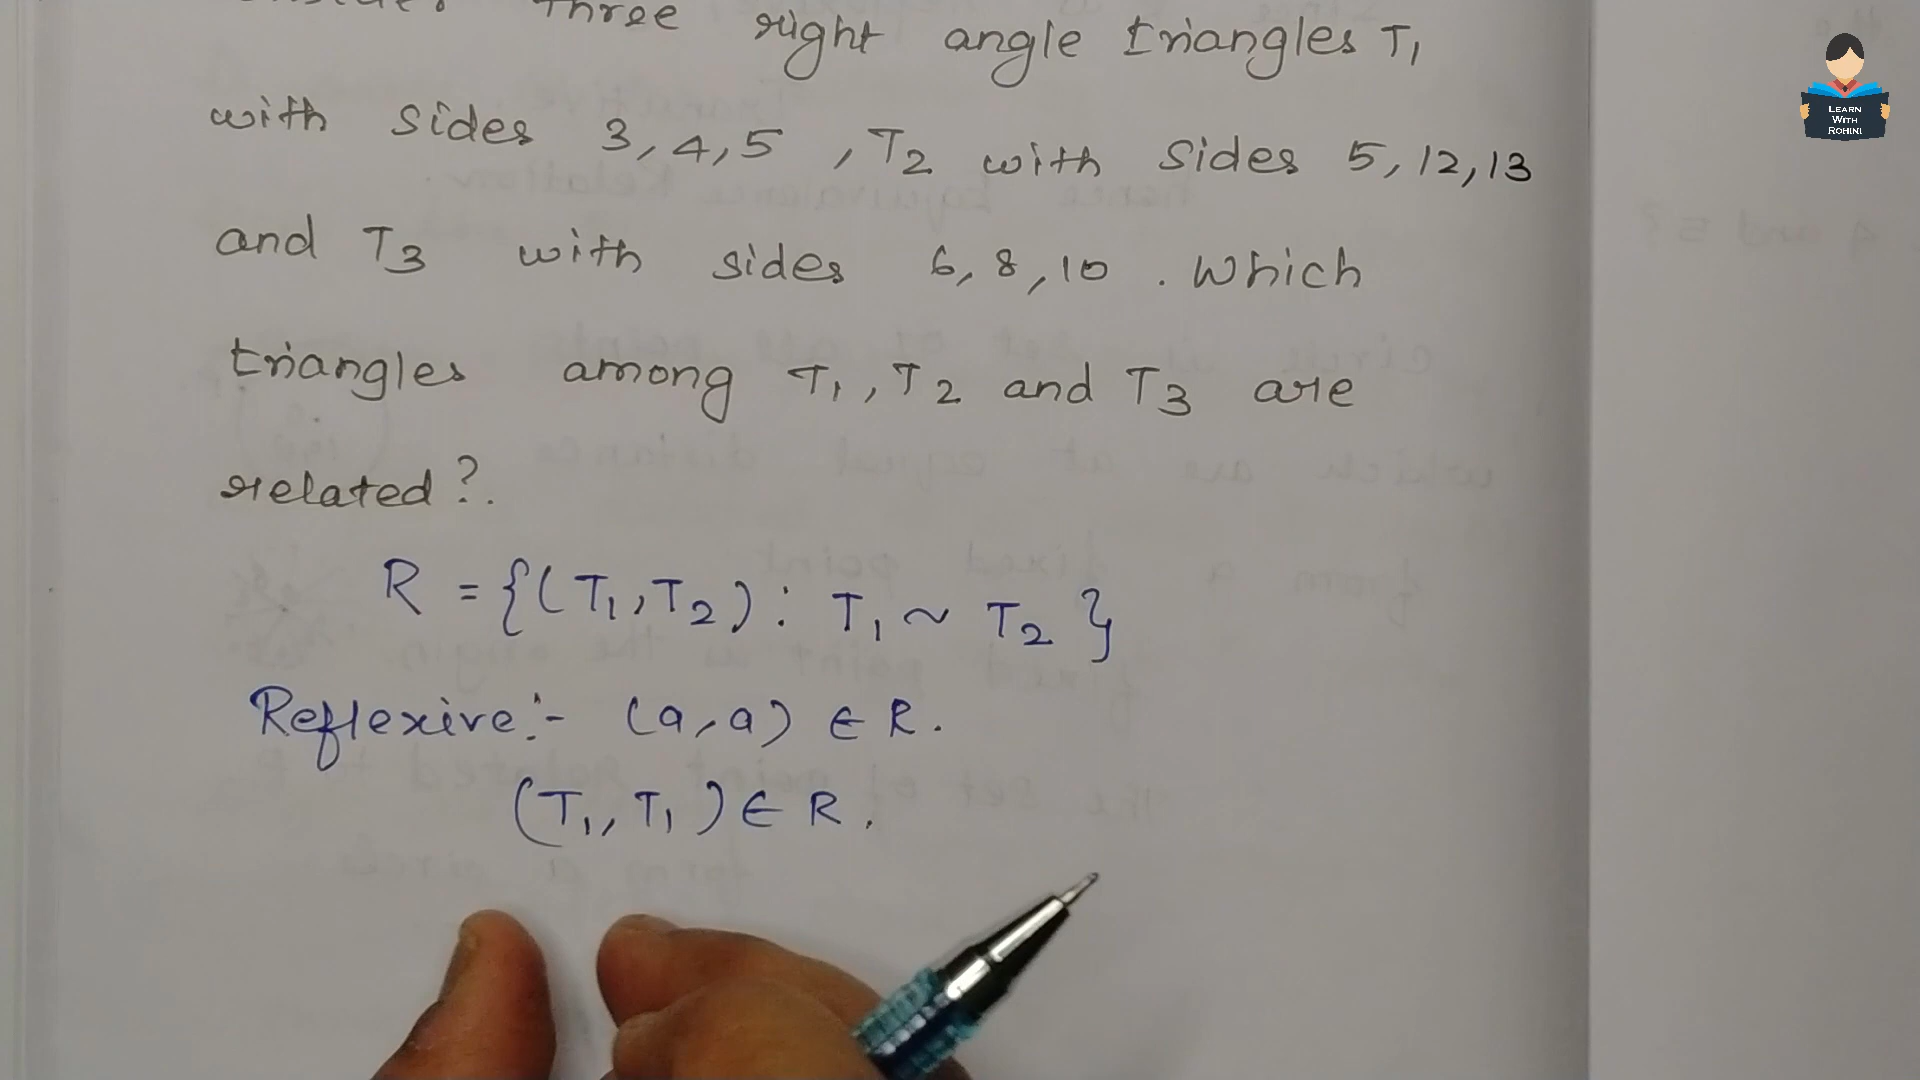 Three right angle triangles T1
with sides 3,4,5 , T2 with sides 5,12,13
and T3 with sides 6,8,10 . Which
triangles among T1, T2 and T3 are
related?.
R = {(T1,T2): T1 ~ T2 }
Reflexive:- (a,a) ∈ R.
(T1, T1) ∈ R.
LEARN
WITH
ROHINI